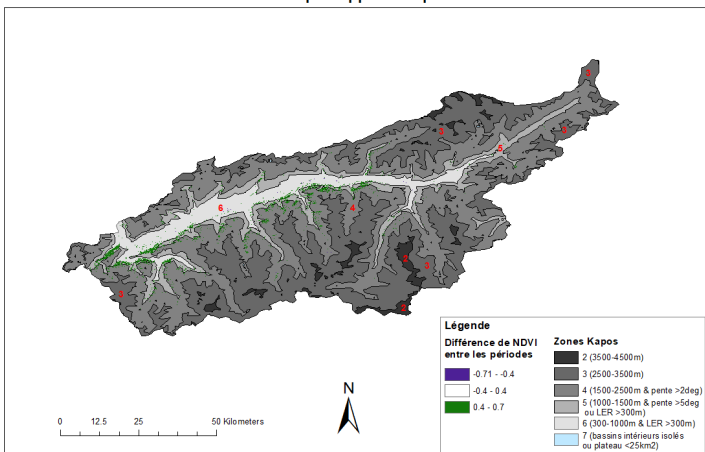 3
3
3
5
6
4
2
3
3
2
Légende
Différence de NDVI
entre les périodes
-0.71 - -0.4
-0.4 - 0.4
0.4 - 0.7
Zones Kapos
2 (3500-4500m)
3 (2500-3500m)
4 (1500-2500m & pente >2deg)
5 (1000-1500m & pente >5deg
ou LER >300m)
6 (300-1000m & LER >300m)
7 (bassins intérieurs isolés
ou plateau <25km2)
N
0 12.5 25 50 Kilometers